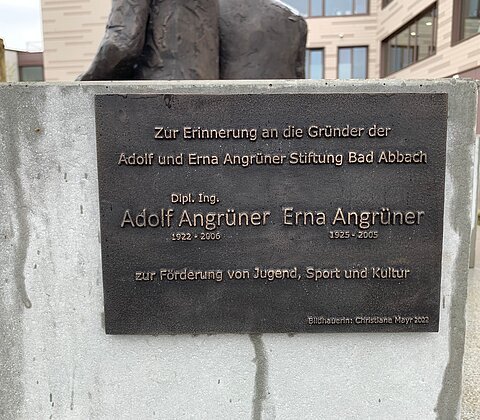 Zur Erinnerung an die Gründer der
Adolf und Erna Angrüner Stiftung Bad Abbach
Dipl. Ing.
Adolf Angrüner Erna Angrüner
1922 - 2006 1925 - 2005
zur Förderung von Jugend, Sport und Kultur
Bildhauerin: Christiane Mayr 2022